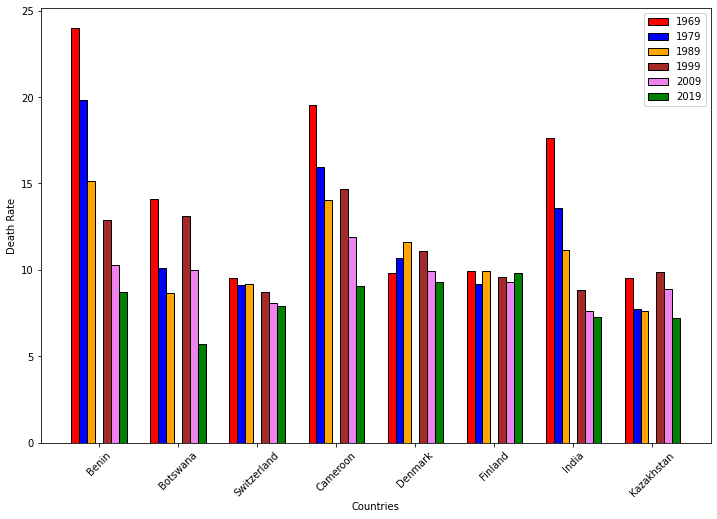 25
20
15
10
5
0
Death Rate
1969
1979
1989
1999
2009
2019
Benin
Botswana
Switzerland
Cameroon
Denmark
Finland
India
Kazakhstan
Countries